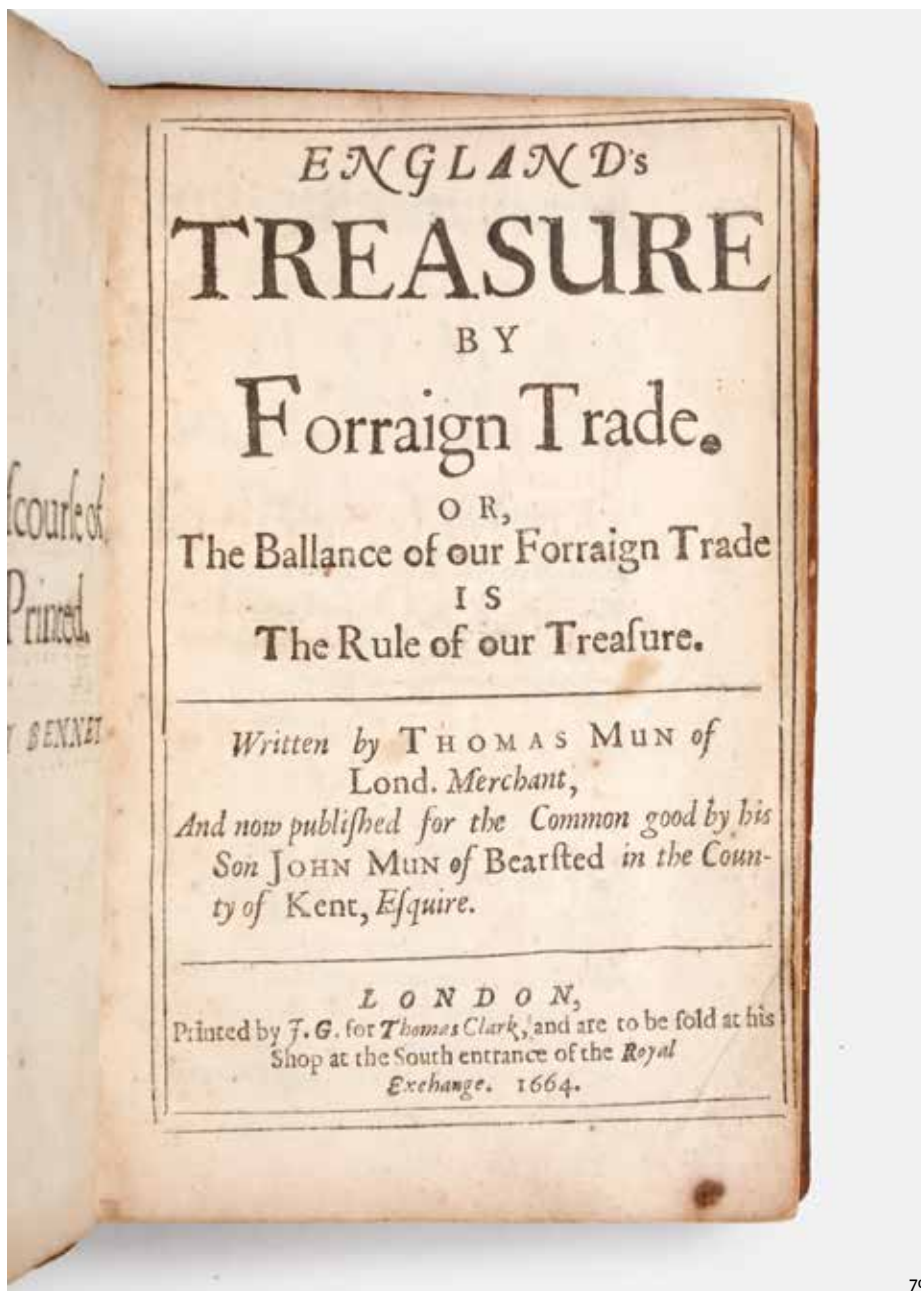 ENGLAND's
TREASURE
BY
Forraign Trade.
OR,
The Ballance of our Forraign Trade
IS
The Rule of our Treaſure.
Written by THOMAS MUN of
Lond. Merchant,
And now publiſhed for the Common good by his
Son JOHN MUN of Bearſted in the Coun-
ty of Kent, Eſquire.
LONDON,
Printed by J.G. for Thomas Clark, and are to be ſold at his
Shop at the South entrance of the Royal
Exchange. 1664.
ſcourſe of
Printed.
BENNET